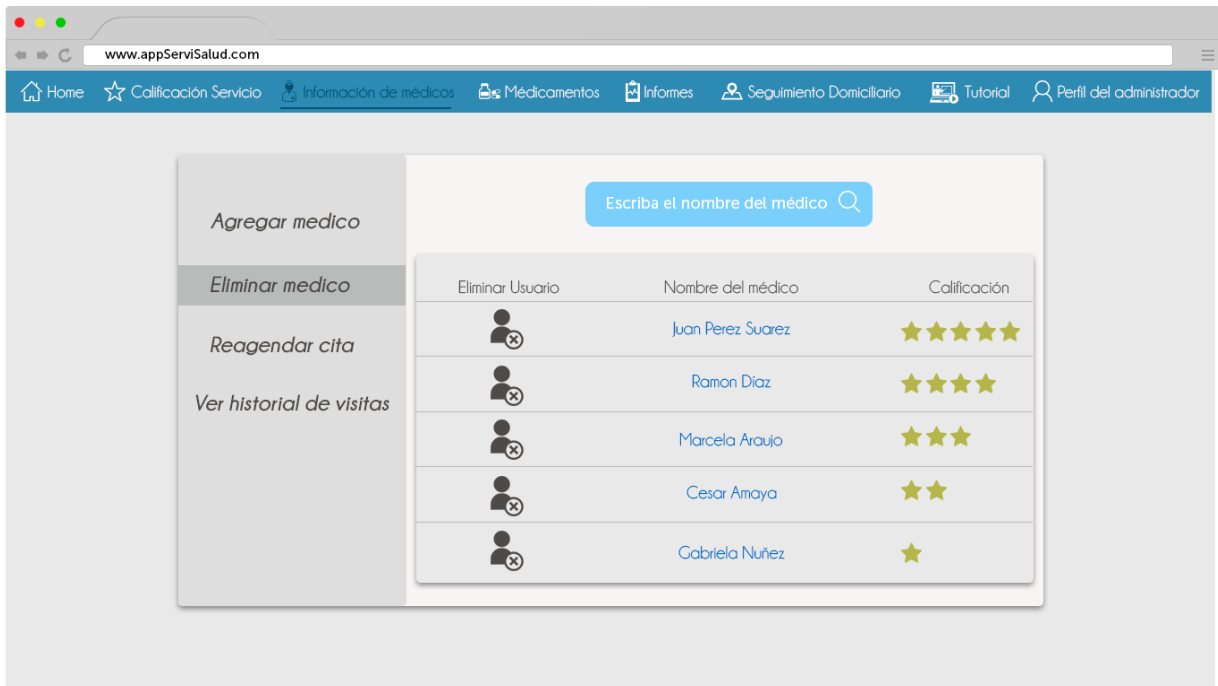 www.appServiSalud.com
Home Calificación Servicio Información de médicos Médicamentos Informes Seguimiento Domiciliario Tutorial Perfil del administrador
Escriba el nombre del médico
Agregar medico
Eliminar medico
Reagendar cita
Ver historial de visitas
Eliminar Usuario Nombre del médico Calificación
Juan Perez Suarez
Ramon Díaz
Marcela Araujo
Cesar Amaya
Gabriela Nuñez